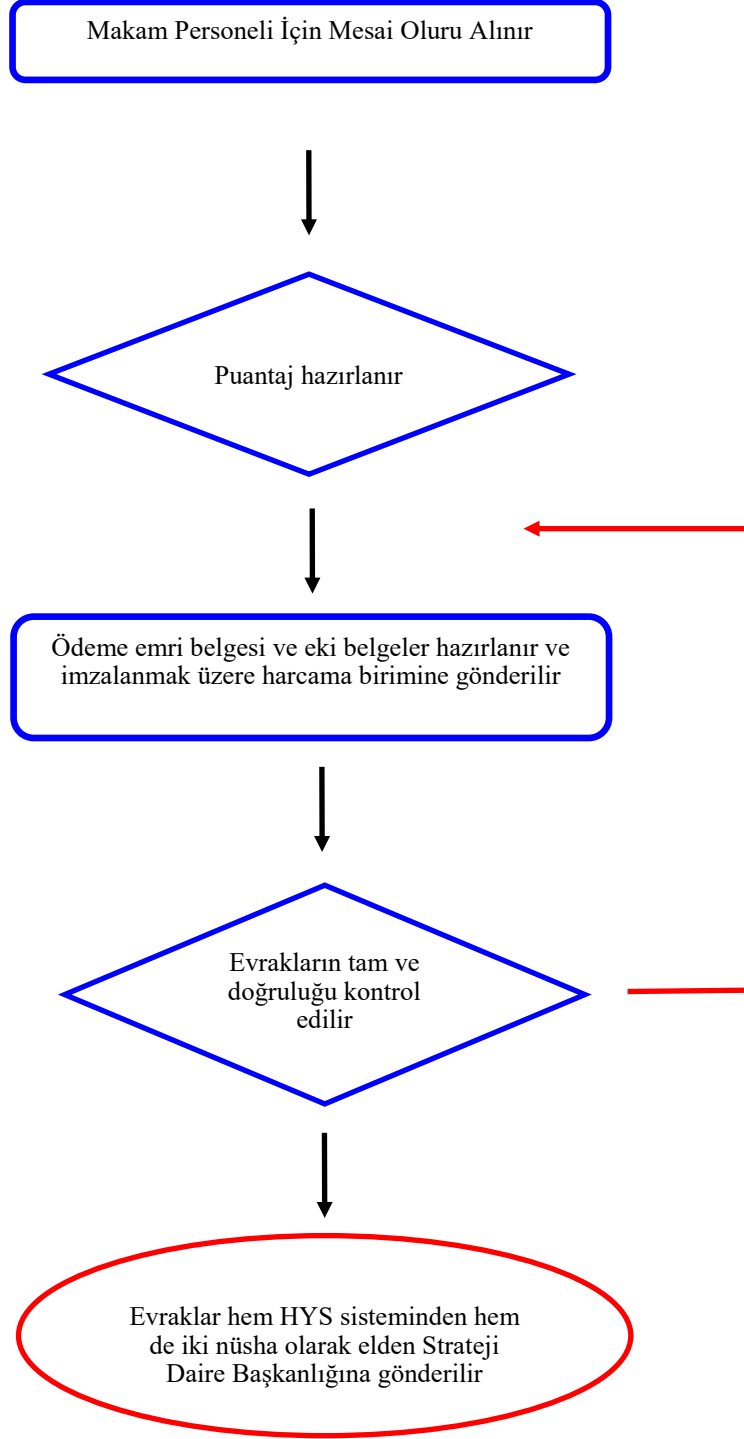 Makam Personeli İçin Mesai Oluru Alınır
Puantaj hazırlanır
Ödeme emri belgesi ve eki belgeler hazırlanır ve
imzalanmak üzere harcama birimine gönderilir
Evrakların tam ve
doğruluğu kontrol
edilir
Evraklar hem HYS sisteminden hem
de iki nüsha olarak elden Strateji
Daire Başkanlığına gönderilir